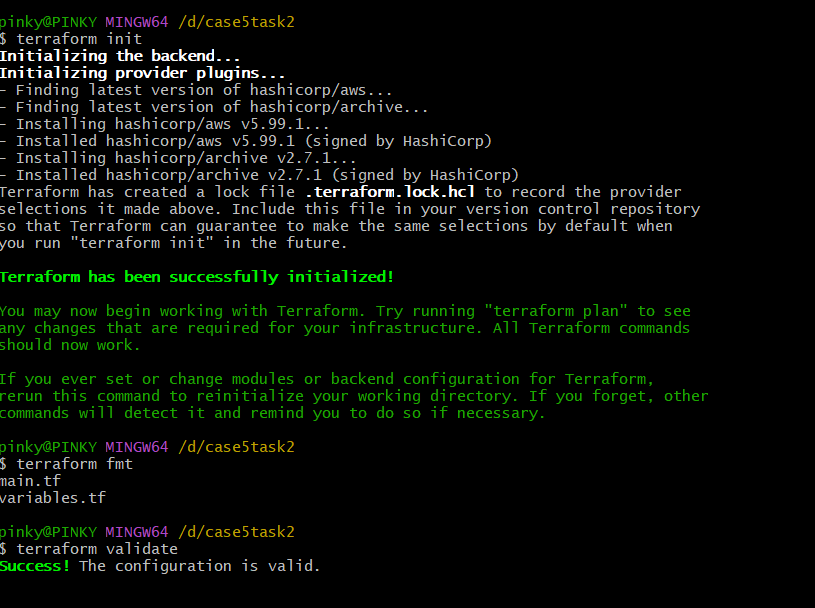 pinky@PINKY MINGW64 /d/case5task2
$ terraform init
Initializing the backend...
Initializing provider plugins...
- Finding latest version of hashicorp/aws...
- Finding latest version of hashicorp/archive...
- Installing hashicorp/aws v5.99.1...
- Installed hashicorp/aws v5.99.1 (signed by HashiCorp)
- Installing hashicorp/archive v2.7.1...
- Installed hashicorp/archive v2.7.1 (signed by HashiCorp)
Terraform has created a lock file .terraform.lock.hcl to record the provider
selections it made above. Include this file in your version control repository
so that Terraform can guarantee to make the same selections by default when
you run "terraform init" in the future.
Terraform has been successfully initialized!
You may now begin working with Terraform. Try running "terraform plan" to see
any changes that are required for your infrastructure. All Terraform commands
should now work.
If you ever set or change modules or backend configuration for Terraform,
rerun this command to reinitialize your working directory. If you forget, other
commands will detect it and remind you to do so if necessary.
pinky@PINKY MINGW64 /d/case5task2
$ terraform fmt
main.tf
variables.tf
pinky@PINKY MINGW64 /d/case5task2
$ terraform validate
Success! The configuration is valid.